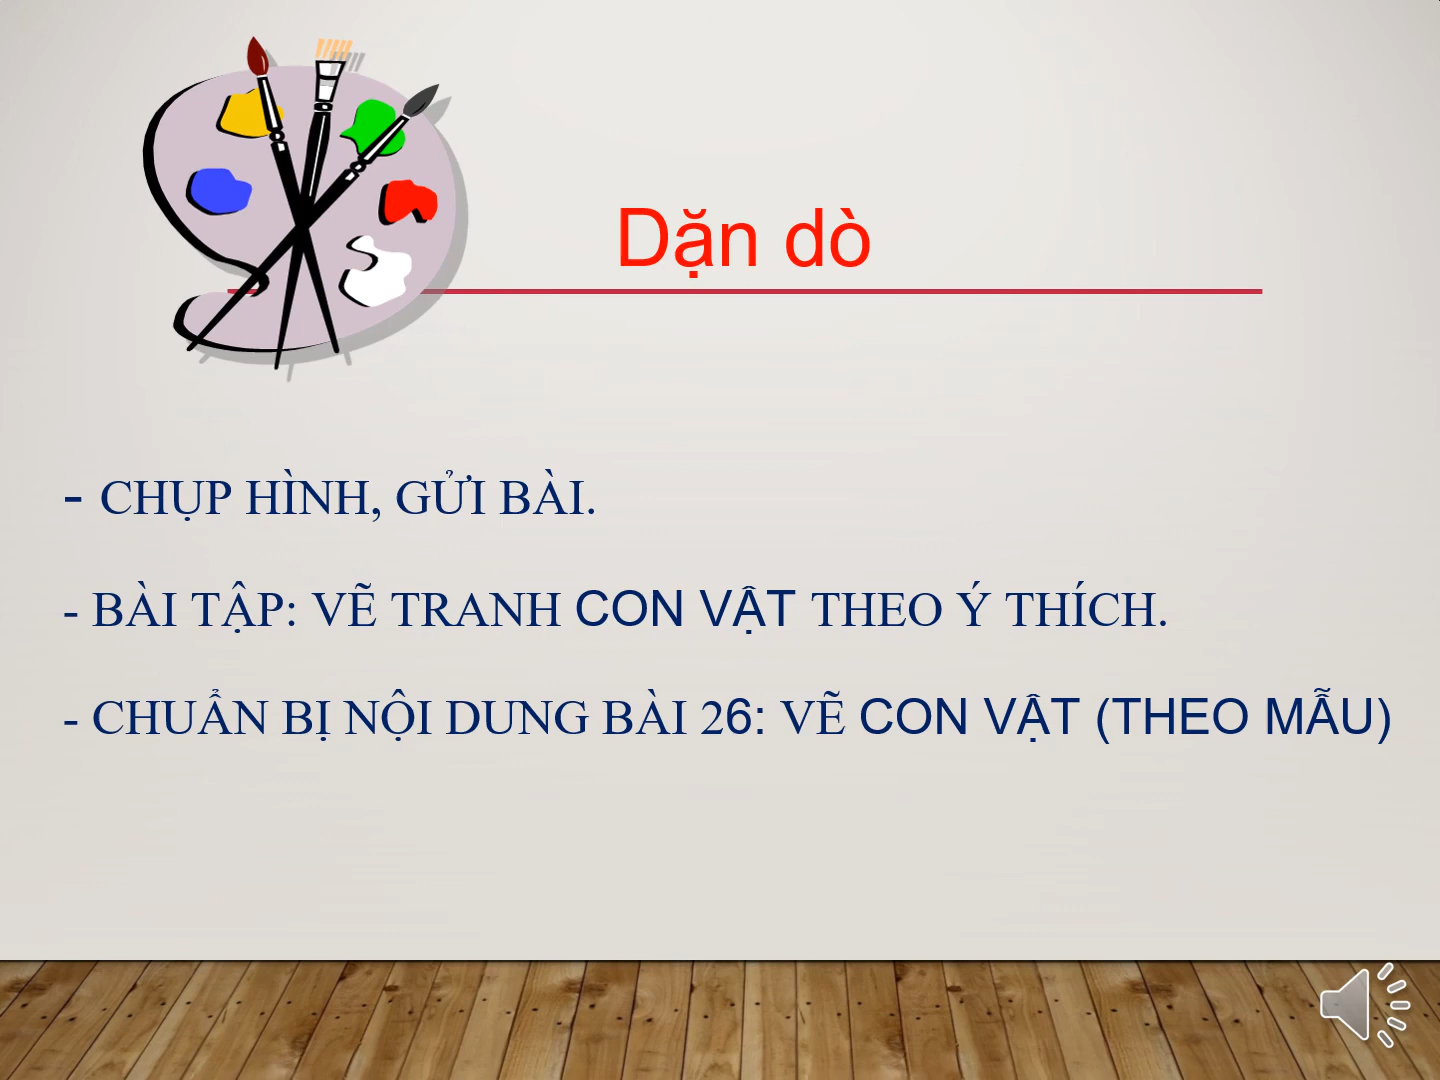 Dặn dò
- CHỤP HÌNH, GỬI BÀI.
- BÀI TẬP: VẼ TRANH CON VẬT THEO Ý THÍCH.
- CHUẨN BỊ NỘI DUNG BÀI 26: VẼ CON VẬT (THEO MẪU)